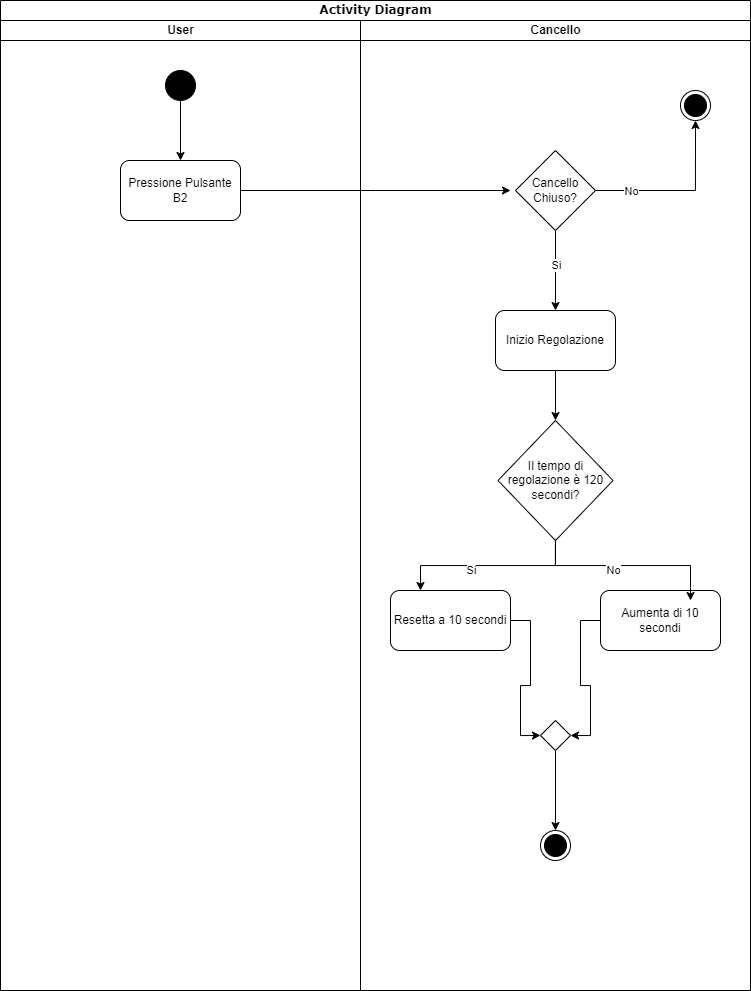 Activity Diagram
User
Cancello
Pressione Pulsante
B2
Cancello
Chiuso?
No
Si
Inizio Regolazione
Il tempo di
regolazione è 120
secondi?
Si
No
Resetta a 10 secondi
Aumenta di 10
secondi